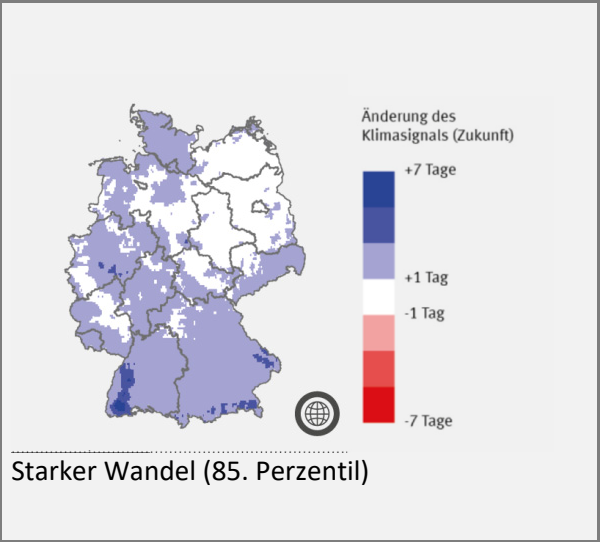 Änderung des
Klimasignals (Zukunft)
+7 Tage
+1 Tag
-1 Tag
-7 Tage
Starker Wandel (85. Perzentil)